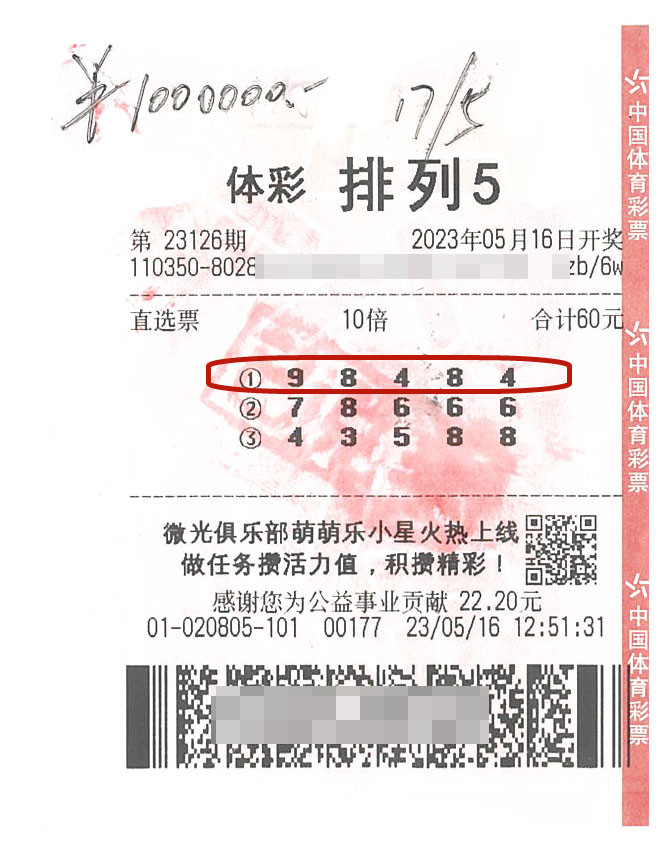 ￥1000000.- 17/5
体彩 排列5
第 23126期 2023年05月16日开奖
110350-8028 zb/6w
直选票 10倍 合计60元
① 9 8 4 8 4
② 7 8 6 6 6
③ 4 3 5 8 8
微光俱乐部萌萌乐小星火热上线
做任务攒活力值，积攒精彩！
感谢您为公益事业贡献 22.20元
01-020805-101 00177 23/05/16 12:51:31
中国体育彩票
中国体育彩票
中国体育彩票